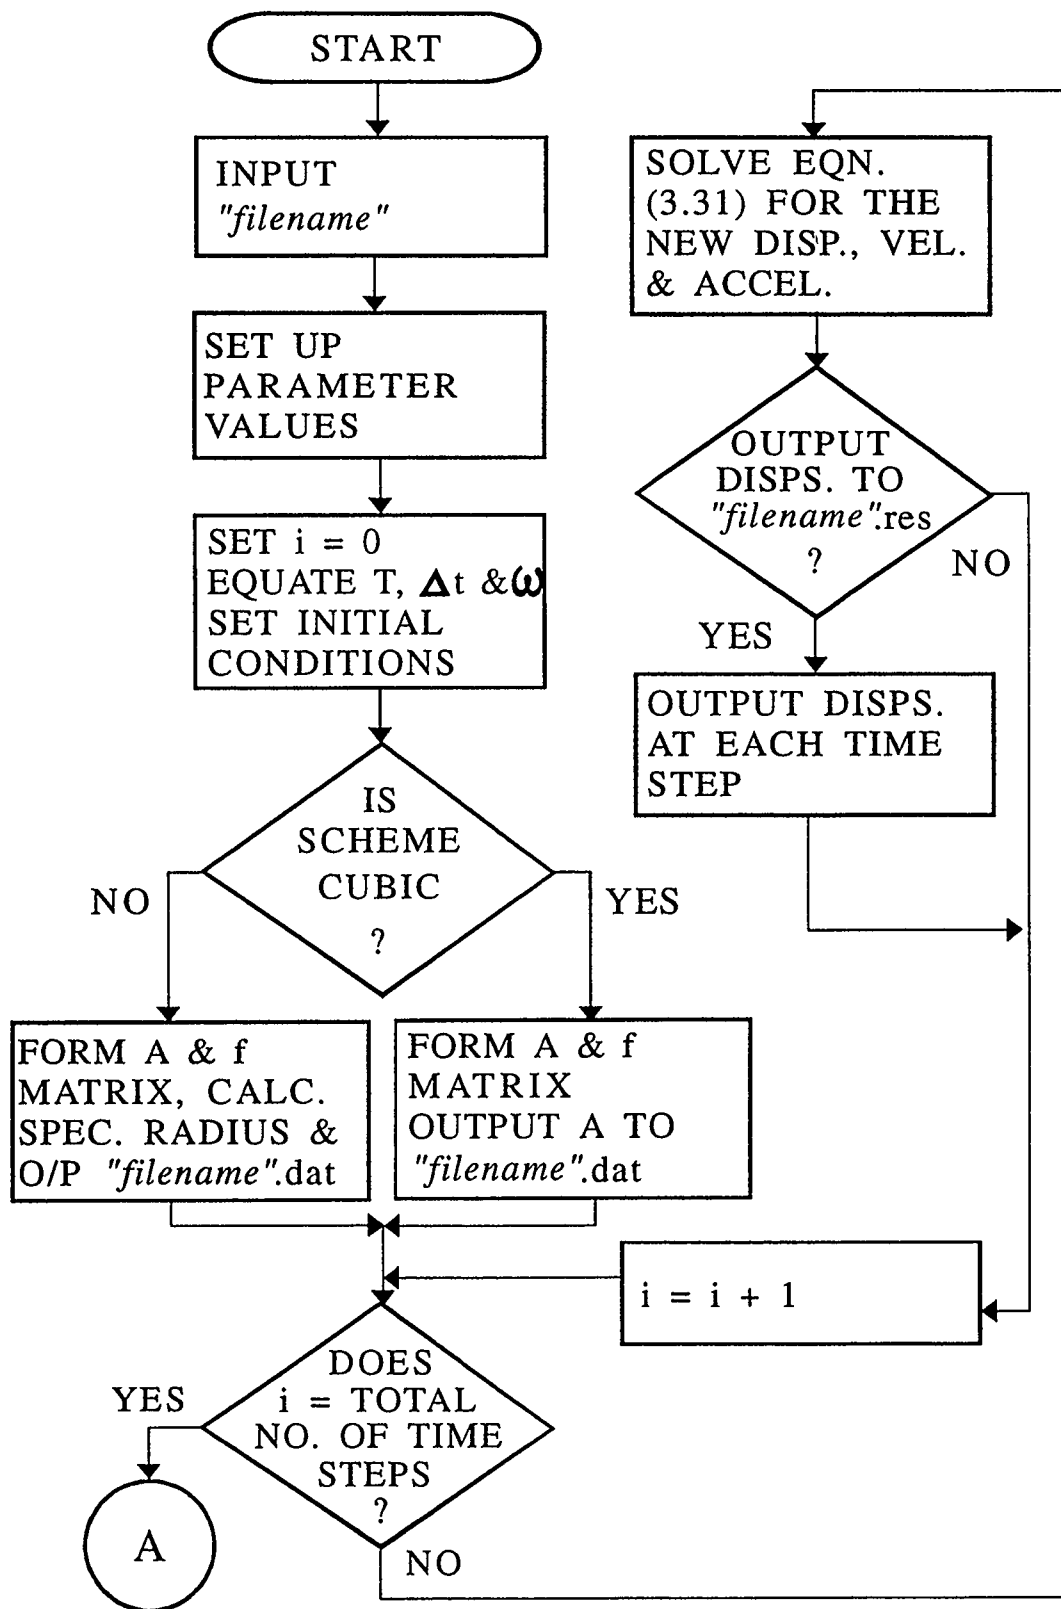 START
INPUT
"filename"
SET UP
PARAMETER
VALUES
SET i = 0
EQUATE T, Δt &ω
SET INITIAL
CONDITIONS
IS
SCHEME
CUBIC
?
NO
YES
FORM A & f
MATRIX, CALC.
SPEC. RADIUS &
O/P "filename".dat
FORM A & f
MATRIX
OUTPUT A TO
"filename".dat
DOES
i = TOTAL
NO. OF TIME
STEPS
?
YES
A
NO
SOLVE EQN.
(3.31) FOR THE
NEW DISP., VEL.
& ACCEL.
OUTPUT
DISPS. TO
"filename".res
?
NO
YES
OUTPUT DISPS.
AT EACH TIME
STEP
i = i + 1